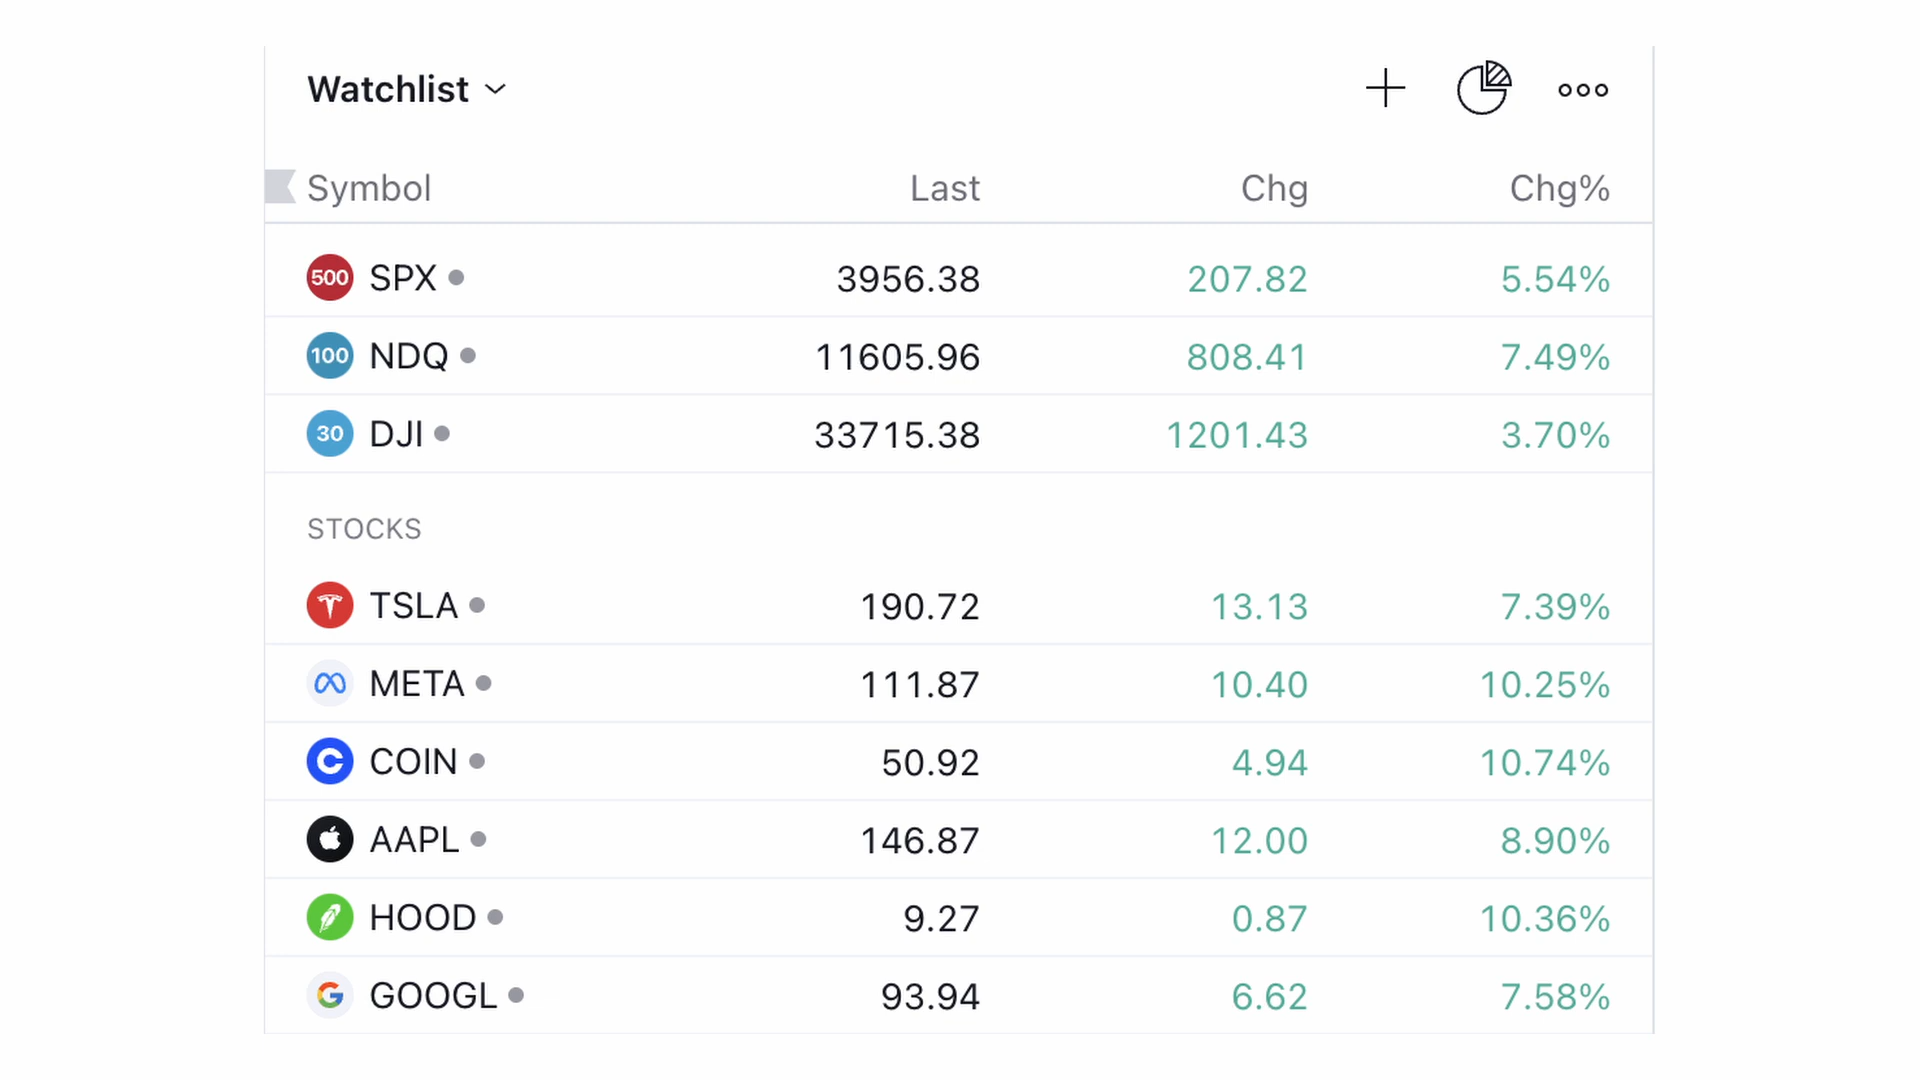 Watchlist
Symbol Last Chg Chg%
500 SPX 3956.38 207.82 5.54%
100 NDQ 11605.96 808.41 7.49%
30 DJI 33715.38 1201.43 3.70%
STOCKS
TSLA 190.72 13.13 7.39%
META 111.87 10.40 10.25%
COIN 50.92 4.94 10.74%
AAPL 146.87 12.00 8.90%
HOOD 9.27 0.87 10.36%
GOOGL 93.94 6.62 7.58%